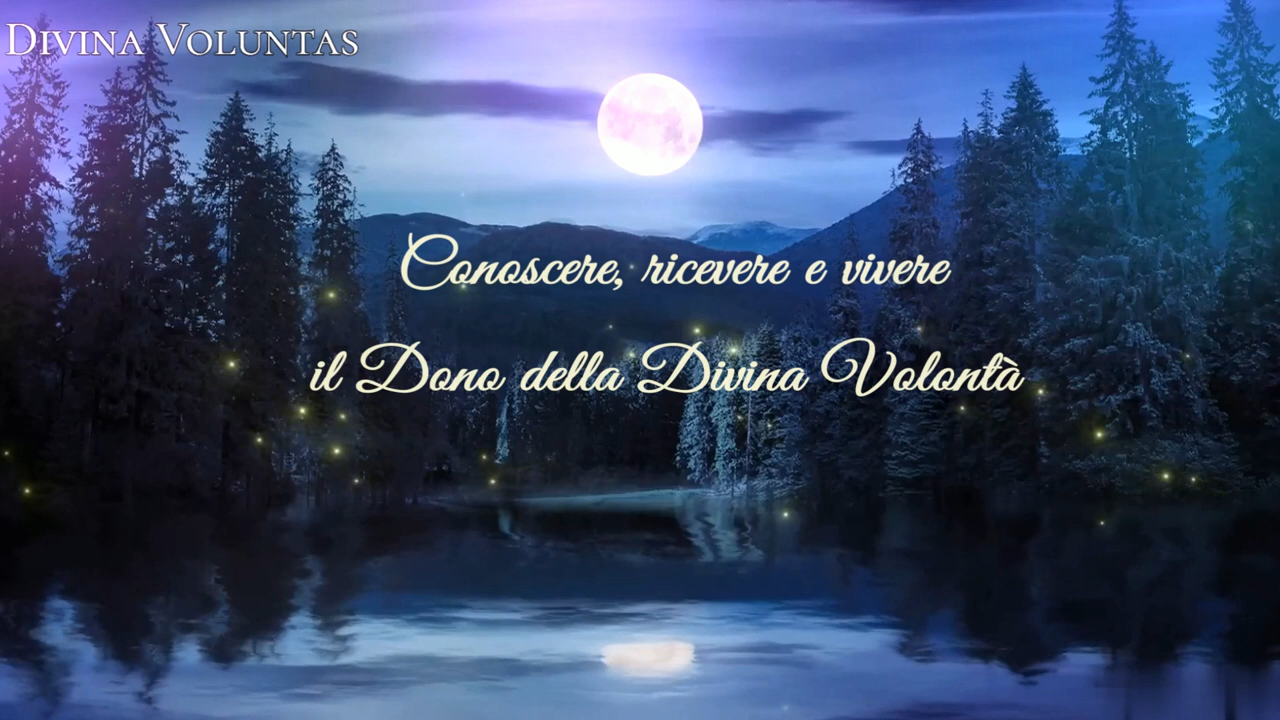 DIVINA VOLUNTAS
Conoscere, ricevere e vivere
il Dono della Divina Volontà